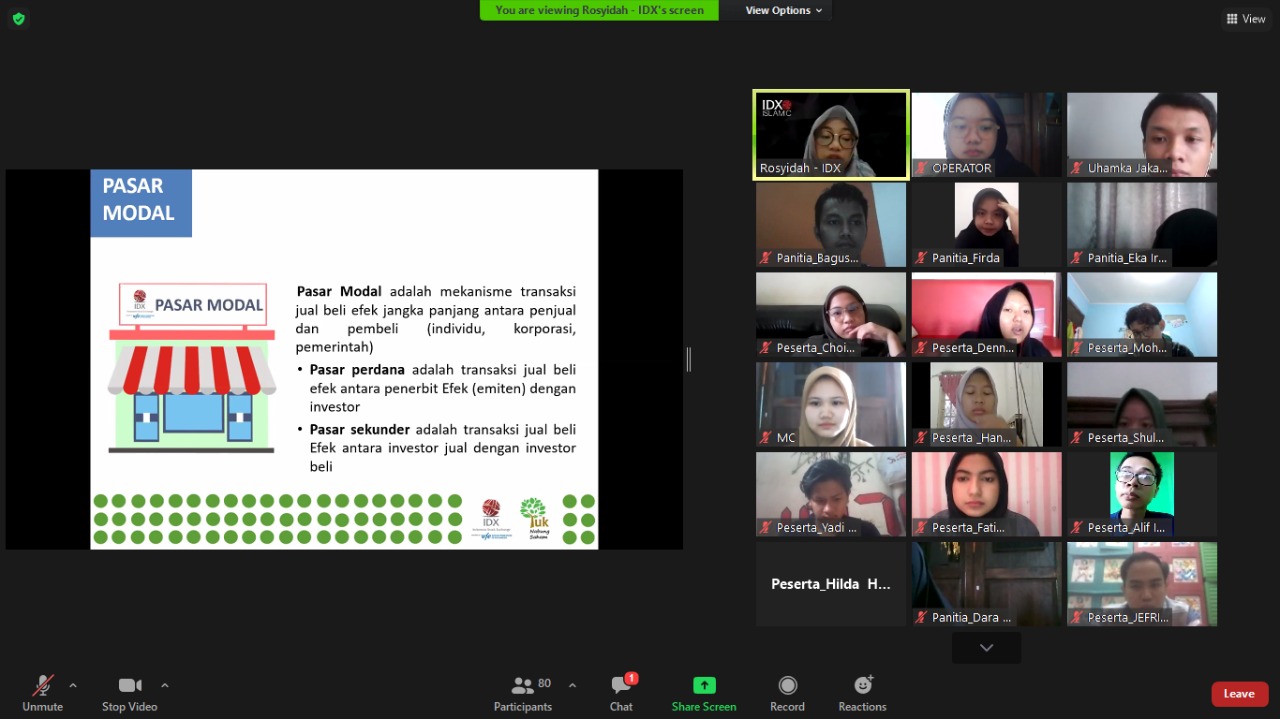 You are viewing Rosyidah - IDX's screen
View Options
View
PASAR
MODAL
IDX
PASAR MODAL
Pasar Modal adalah mekanisme transaksi
jual beli efek jangka panjang antara penjual
dan pembeli (individu, korporasi,
pemerintah)
• Pasar perdana adalah transaksi jual beli
efek antara penerbit Efek (emiten) dengan
investor
• Pasar sekunder adalah transaksi jual beli
Efek antara investor jual dengan investor
beli
IDX
Indonesia Stock Exchange
Yuk
Nabung
Saham
IDX
ISLAMIC
Rosyidah - IDX
OPERATOR
Uhamka Jaka...
Panitia_Bagus...
Panitia_Firda
Panitia_Eka Ir...
Peserta_Choi...
Peserta_Denn...
Peserta_Moh...
MC
Peserta _Han...
Peserta_Shul...
Peserta_Yadi ...
Peserta_Fati...
Peserta_Alif I...
Peserta_Hilda H...
Panitia_Dara ...
Peserta_JEFRI...
Unmute
Stop Video
80
Participants
1
Chat
Share Screen
Record
Reactions
Leave